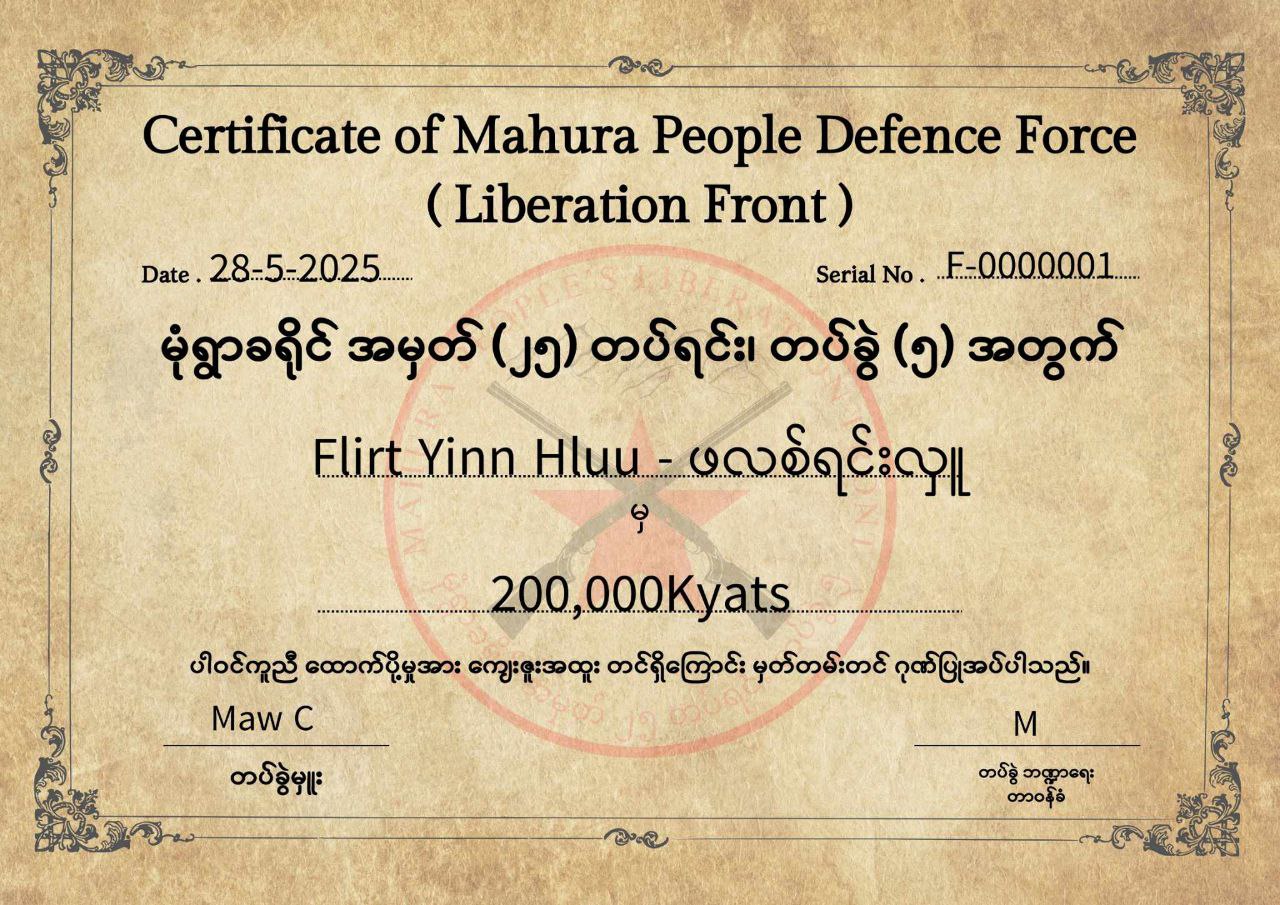 Certificate of Mahura People Defence Force
( Liberation Front )
Date . 28-5-2025 Serial No . F-0000001
မုံရွာခရိုင် အမှတ် (၂၅) တပ်ရင်း၊ တပ်ခွဲ (၅) အတွက်
Flirt Yinn Hluu - ဖလစ်ရင်းလှူ
မှ
200,000Kyats
ပါဝင်ကူညီ ထောက်ပို့မှုအား ကျေးဇူးအထူး တင်ရှိကြောင်း မှတ်တမ်းတင် ဂုဏ်ပြုအပ်ပါသည်။
Maw C M
တပ်ခွဲမှူး တပ်ခွဲ ဘဏ္ဍာရေး
တာဝန်ခံ